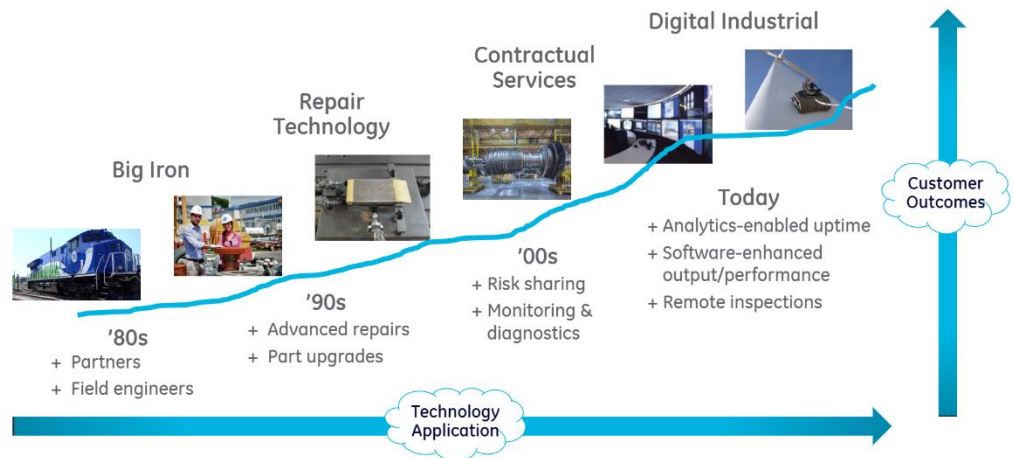 Digital Industrial
Contractual
Services
Repair
Technology
Big Iron
Customer
Outcomes
Today
+ Analytics-enabled uptime
+ Software-enhanced
output/performance
+ Remote inspections
’00s
+ Risk sharing
+ Monitoring &
diagnostics
’90s
+ Advanced repairs
+ Part upgrades
’80s
+ Partners
+ Field engineers
Technology
Application